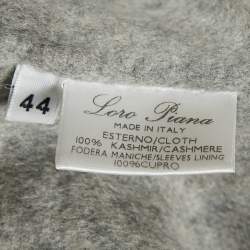 44
Loro Piana
MADE IN ITALY
ESTERNO/CLOTH
100% KASHMIR/CASHMERE
FODERA MANICHE/SLEEVES LINING
100%CUPRO